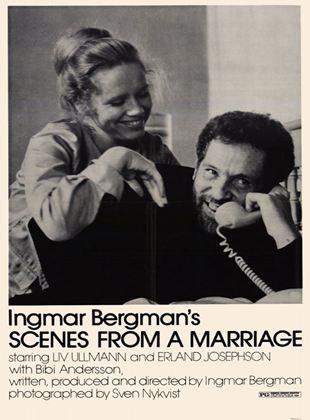 Ingmar Bergman's
SCENES FROM A MARRIAGE
starring LIV ULLMANN and ERLAND JOSEPHSON
with Bibi Andersson,
written, produced and directed by Ingmar Bergman
photographed by Sven Nykvist
PG